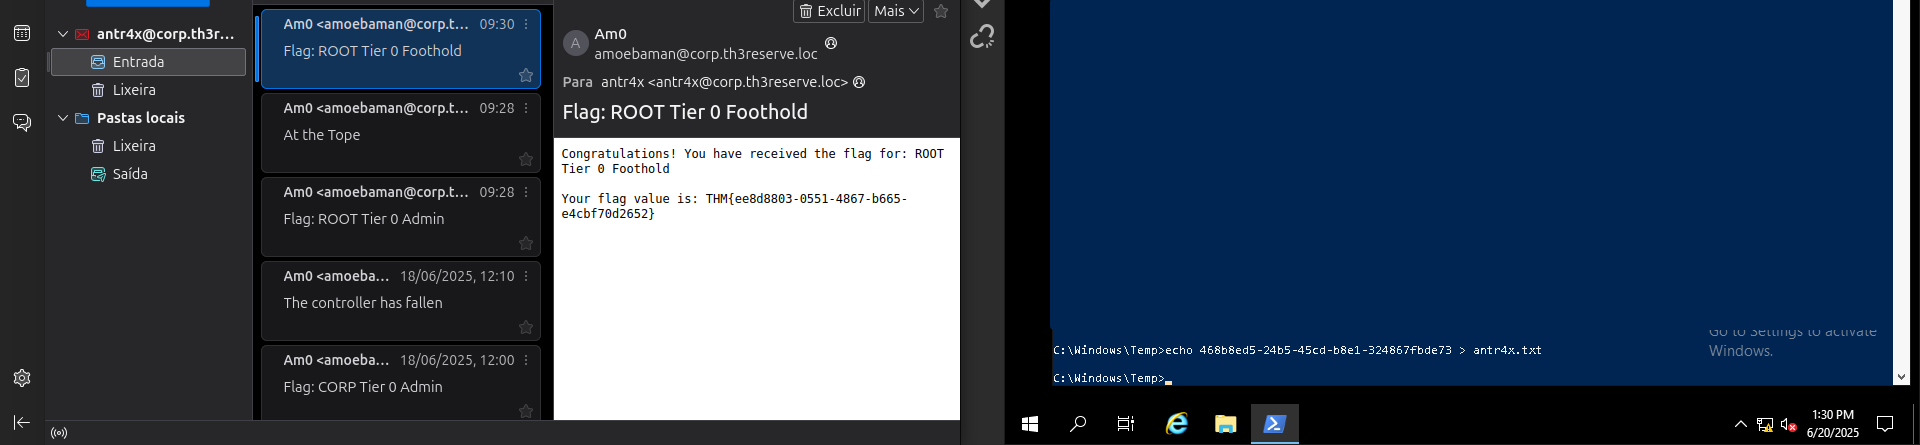 antr4x@corp.th3r...
Entrada
Lixeira
Pastas locais
Lixeira
Saída
Am0 <amoebaman@corp.t... 09:30
Flag: ROOT Tier 0 Foothold
Am0 <amoebaman@corp.t... 09:28
At the Tope
Am0 <amoebaman@corp.t... 09:28
Flag: ROOT Tier 0 Admin
Am0 <amoeba... 18/06/2025, 12:10
The controller has fallen
Am0 <amoeba... 18/06/2025, 12:00
Flag: CORP Tier 0 Admin
Excluir Mais
A
Am0
amoebaman@corp.th3reserve.loc
Para antr4x <antr4x@corp.th3reserve.loc>
Flag: ROOT Tier 0 Foothold
Congratulations! You have received the flag for: ROOT
Tier 0 Foothold
Your flag value is: THM{ee8d8803-0551-4867-b665-
e4cbf70d2652}
Go to Settings to activate
Windows.
C:\Windows\Temp>echo 468b8ed5-24b5-45cd-b8e1-324867fbde73 > antr4x.txt
C:\Windows\Temp>
1:30 PM
6/20/2025